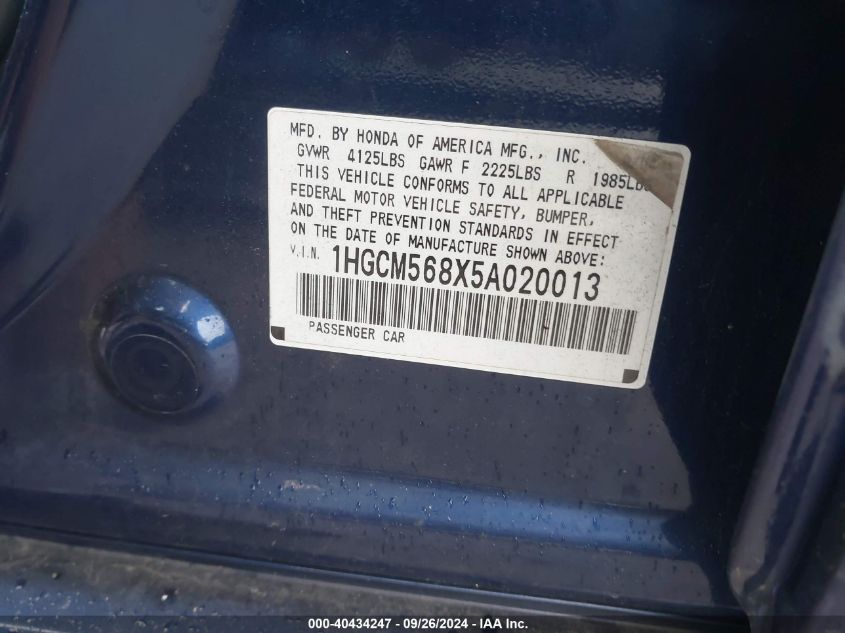 MFD. BY HONDA OF AMERICA MFG., INC.
GVWR 4125LBS GAWR F 2225LBS R 1985LBS
THIS VEHICLE CONFORMS TO ALL APPLICABLE
FEDERAL MOTOR VEHICLE SAFETY, BUMPER,
AND THEFT PREVENTION STANDARDS IN EFFECT
ON THE DATE OF MANUFACTURE SHOWN ABOVE:
V.I.N. 1HGCM568X5A020013
PASSENGER CAR
000-40434247 - 09/26/2024 - IAA Inc.